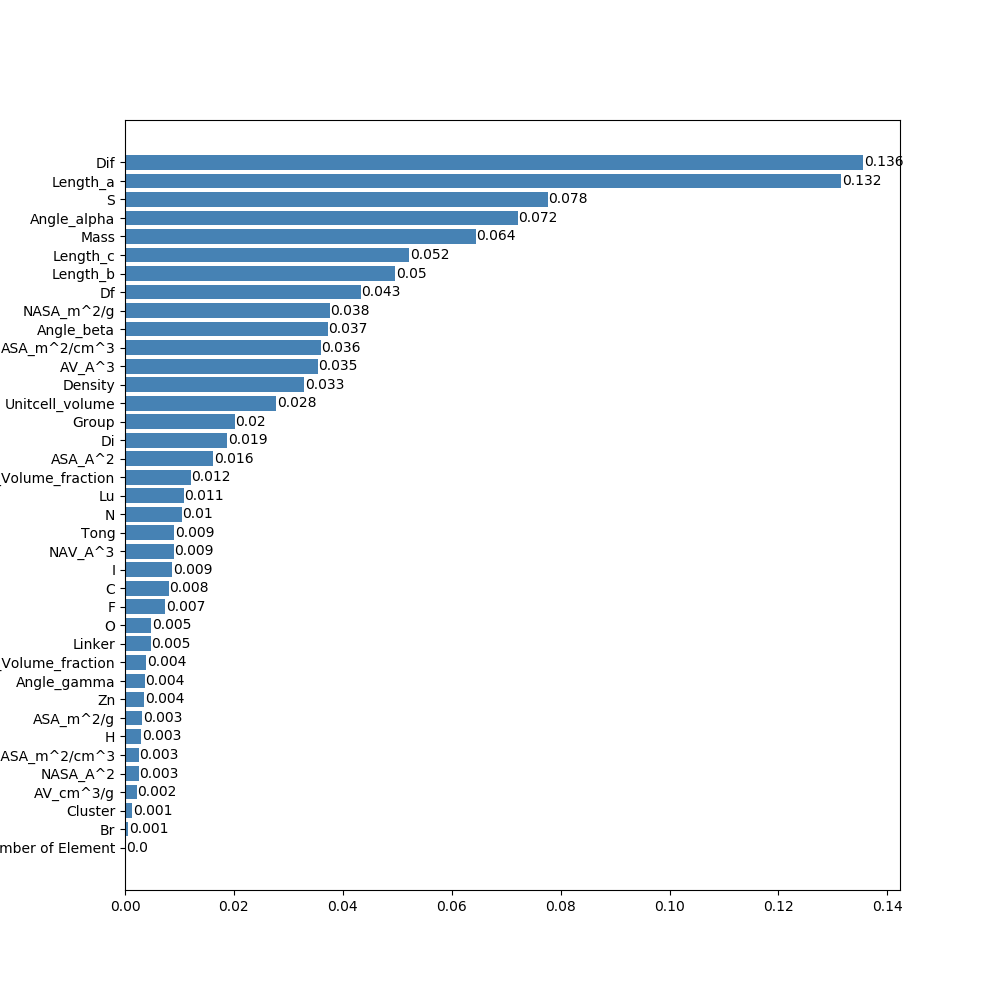 Dif 0.136
Length_a 0.132
S 0.078
Angle_alpha 0.072
Mass 0.064
Length_c 0.052
Length_b 0.05
Df 0.043
NASA_m^2/g 0.038
Angle_beta 0.037
ASA_m^2/cm^3 0.036
AV_A^3 0.035
Density 0.033
Unitcell_volume 0.028
Group 0.02
Di 0.019
ASA_A^2 0.016
_Volume_fraction 0.012
Lu 0.011
N 0.01
Tong 0.009
NAV_A^3 0.009
I 0.009
C 0.008
F 0.007
O 0.005
Linker 0.005
_Volume_fraction 0.004
Angle_gamma 0.004
Zn 0.004
ASA_m^2/g 0.003
H 0.003
ASA_m^2/cm^3 0.003
NASA_A^2 0.003
AV_cm^3/g 0.002
Cluster 0.001
Br 0.001
mber of Element 0.0
0.00 0.02 0.04 0.06 0.08 0.10 0.12 0.14